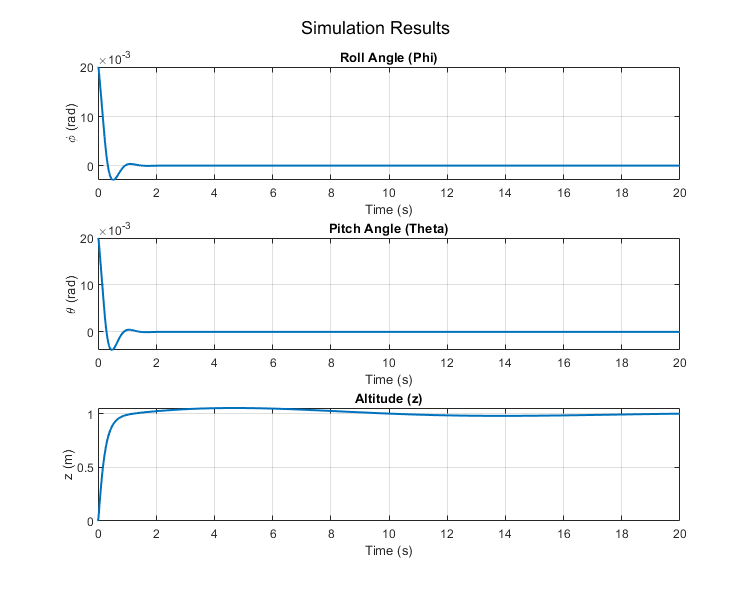 Simulation Results
×10⁻³
Roll Angle (Phi)
20
10
0
ϕ (rad)
0 2 4 6 8 10 12 14 16 18 20
Time (s)
×10⁻³
Pitch Angle (Theta)
20
10
0
θ (rad)
0 2 4 6 8 10 12 14 16 18 20
Time (s)
Altitude (z)
1
0.5
0
z (m)
0 2 4 6 8 10 12 14 16 18 20
Time (s)